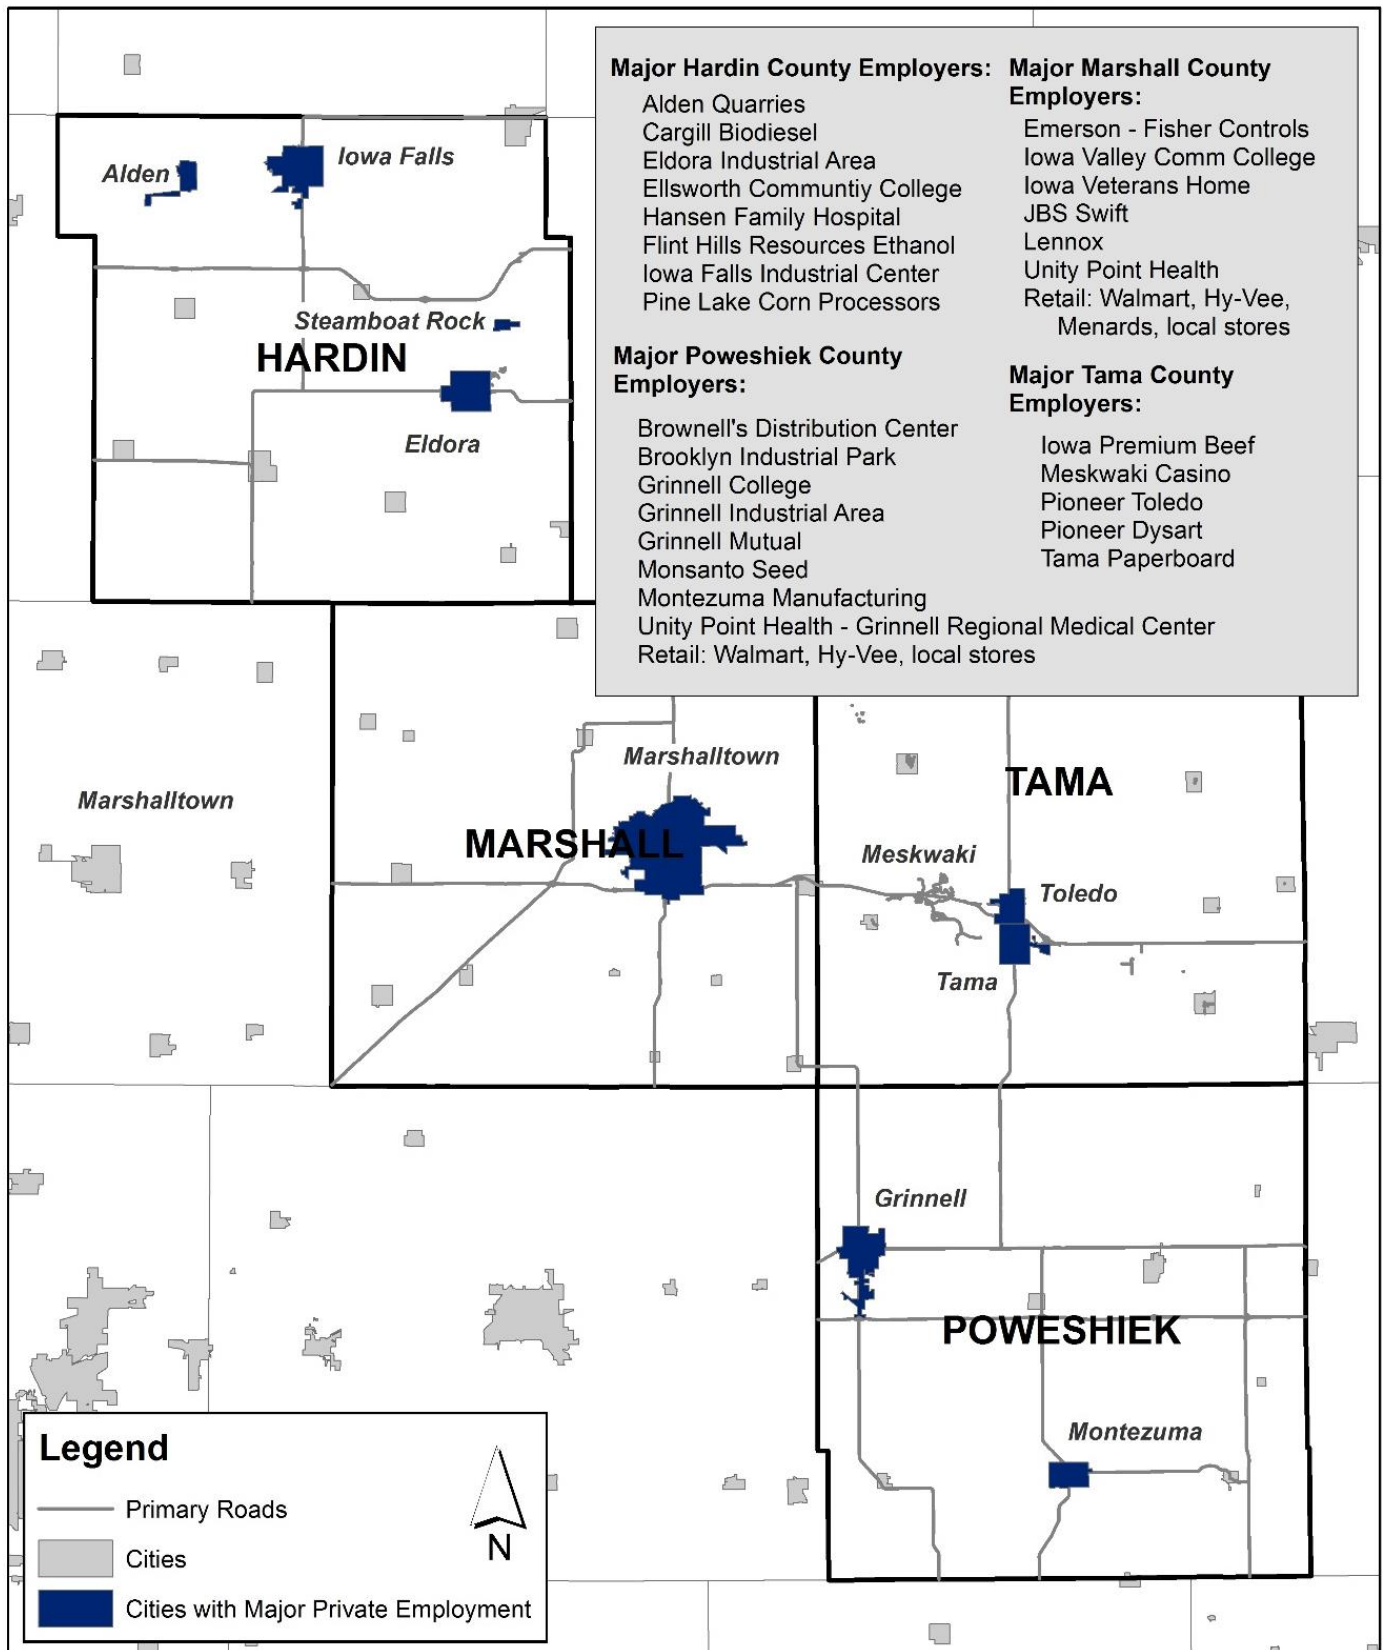 Major Hardin County Employers:
Alden Quarries
Cargill Biodiesel
Eldora Industrial Area
Ellsworth Communtiy College
Hansen Family Hospital
Flint Hills Resources Ethanol
Iowa Falls Industrial Center
Pine Lake Corn Processors
Major Marshall County
Employers:
Emerson - Fisher Controls
Iowa Valley Comm College
Iowa Veterans Home
JBS Swift
Lennox
Unity Point Health
Retail: Walmart, Hy-Vee,
Menards, local stores
Major Poweshiek County
Employers:
Brownell's Distribution Center
Brooklyn Industrial Park
Grinnell College
Grinnell Industrial Area
Grinnell Mutual
Monsanto Seed
Montezuma Manufacturing
Unity Point Health - Grinnell Regional Medical Center
Retail: Walmart, Hy-Vee, local stores
Major Tama County
Employers:
Iowa Premium Beef
Meskwaki Casino
Pioneer Toledo
Pioneer Dysart
Tama Paperboard
Alden
Iowa Falls
Steamboat Rock
HARDIN
Eldora
Marshalltown
Marshalltown
MARSHALL
TAMA
Meskwaki
Toledo
Tama
Grinnell
POWESHIEK
Montezuma
Legend
Primary Roads
Cities
Cities with Major Private Employment
N